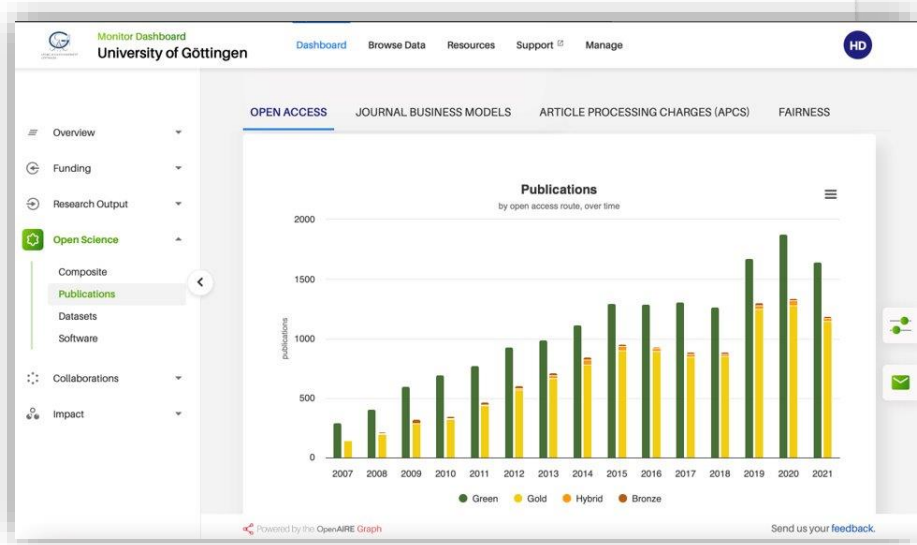 Monitor Dashboard
University of Göttingen
Dashboard Browse Data Resources Support Manage
HD
OPEN ACCESS JOURNAL BUSINESS MODELS ARTICLE PROCESSING CHARGES (APCS) FAIRNESS
Overview
Funding
Research Output
Open Science
Composite
Publications
Datasets
Software
Collaborations
Impact
Publications
by open access route, over time
publications
2000
1500
1000
500
0
2007 2008 2009 2010 2011 2012 2013 2014 2015 2016 2017 2018 2019 2020 2021
Green Gold Hybrid Bronze
Powered by the OpenAIRE Graph
Send us your feedback.